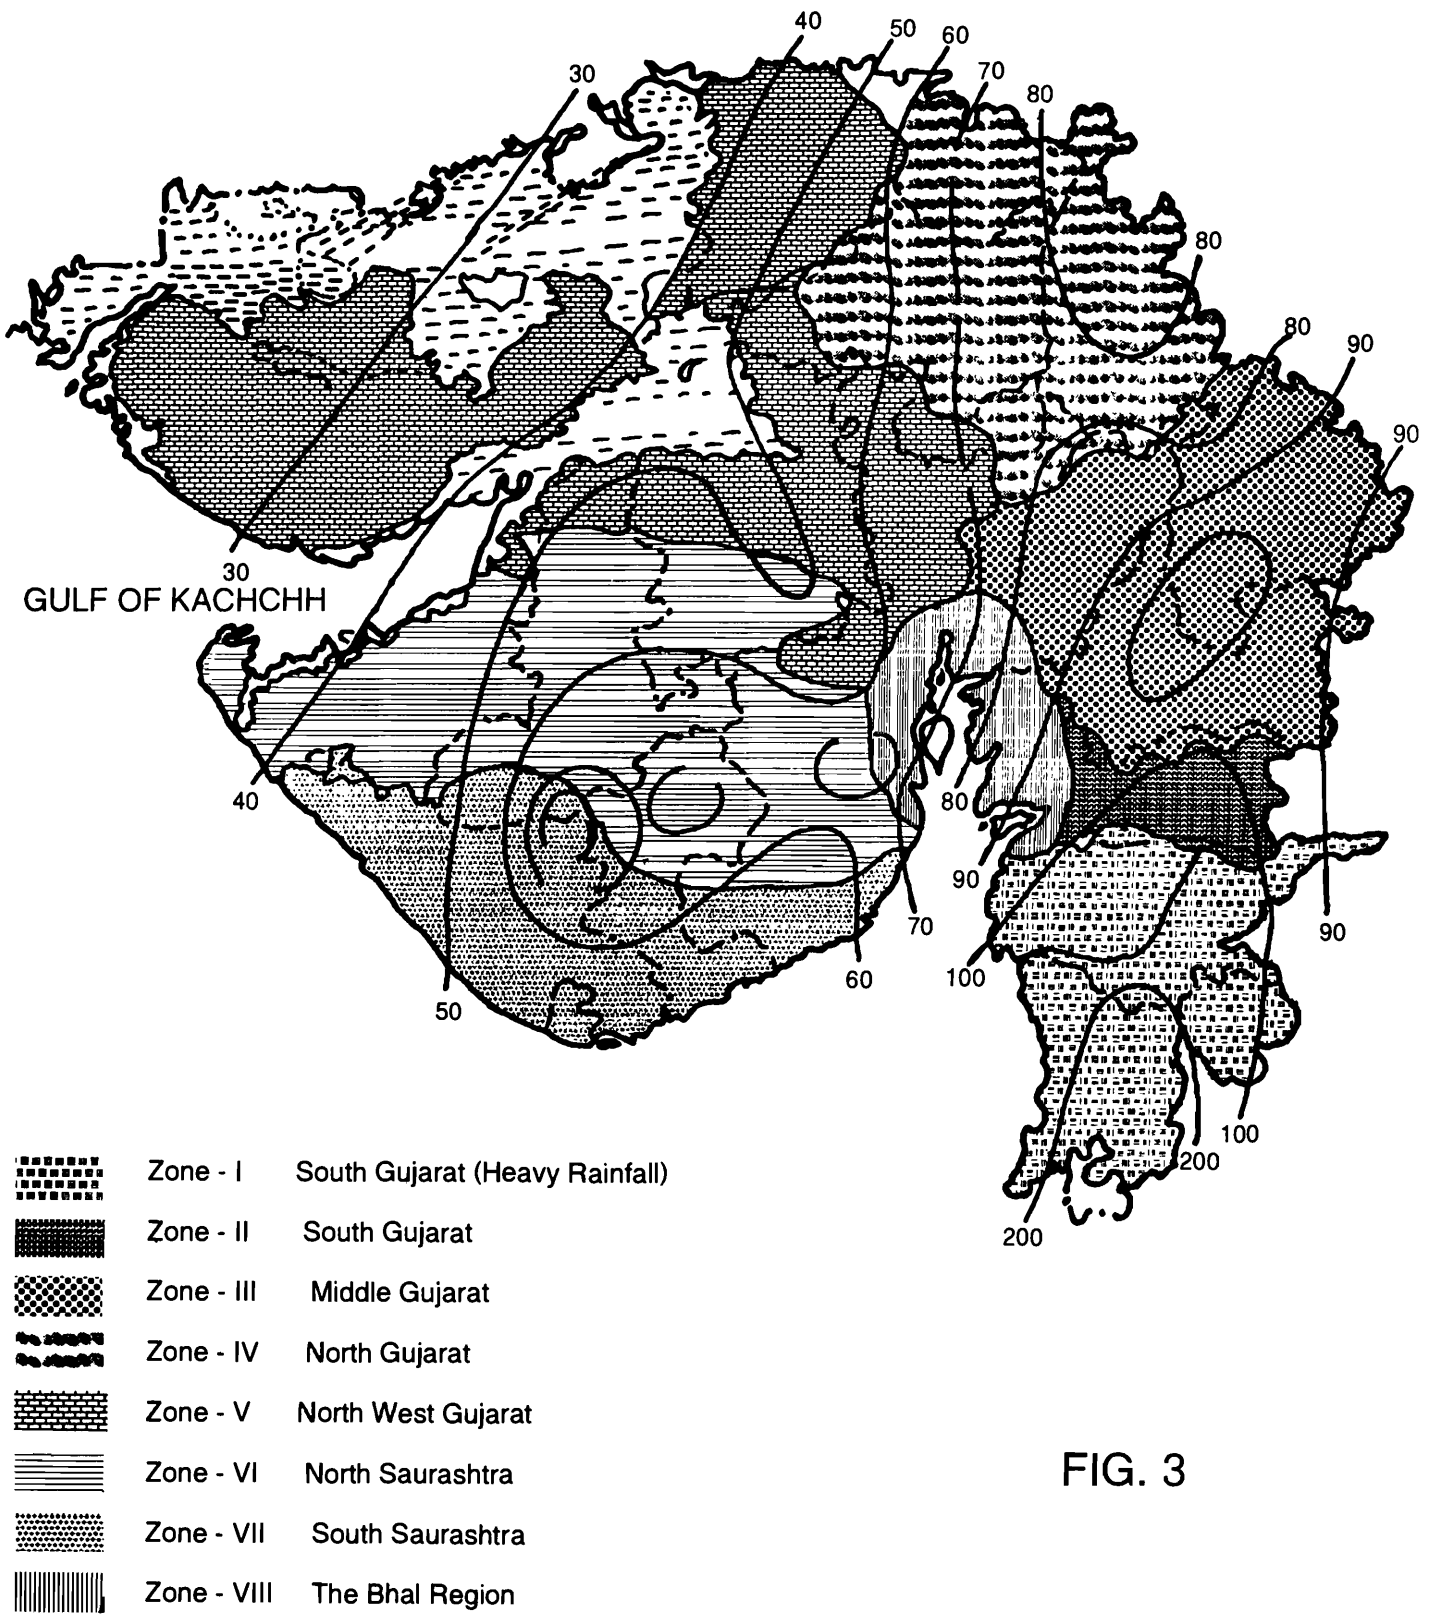 40
50
60
30
70
80
80
80
90
90
30
GULF OF KACHCHH
40
80
90
70
90
60
100
50
100
200
200
Zone - I South Gujarat (Heavy Rainfall)
Zone - II South Gujarat
Zone - III Middle Gujarat
Zone - IV North Gujarat
Zone - V North West Gujarat
Zone - VI North Saurashtra
Zone - VII South Saurashtra
Zone - VIII The Bhal Region
FIG. 3